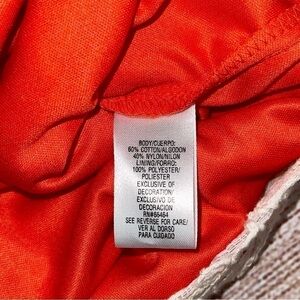 BODY/CUERPO:
60% COTTON/ALGODON
40% NYLON/NILON
LINING/FORRO:
100% POLYESTER/
POLIESTER
EXCLUSIVE OF
DECORATION/
EXCLUSIVO DE
DECORACION
RN#66464
SEE REVERSE FOR CARE/
VER AL DORSO
PARA CUIDADO